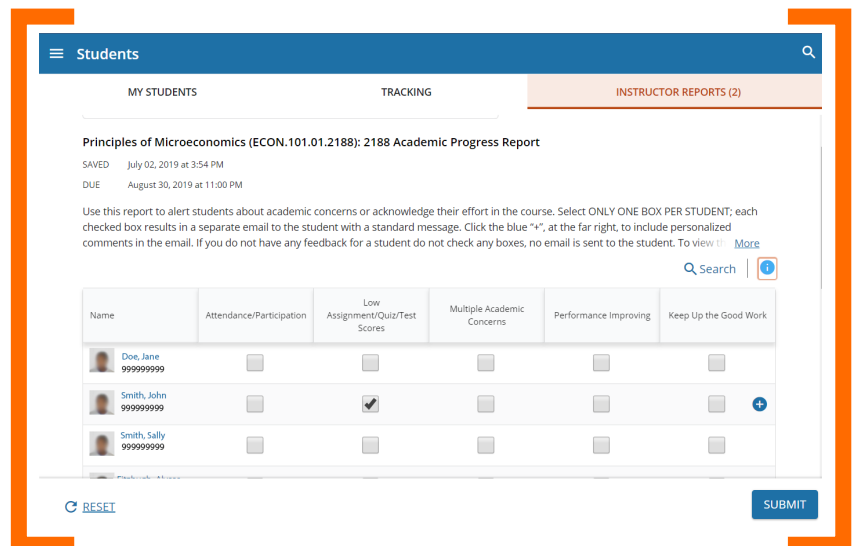 Students
MY STUDENTS
TRACKING
INSTRUCTOR REPORTS (2)
Principles of Microeconomics (ECON.101.01.2188): 2188 Academic Progress Report
SAVED July 02, 2019 at 3:54 PM
DUE August 30, 2019 at 11:00 PM
Use this report to alert students about academic concerns or acknowledge their effort in the course. Select ONLY ONE BOX PER STUDENT; each
checked box results in a separate email to the student with a standard message. Click the blue "+", at the far right, to include personalized
comments in the email. If you do not have any feedback for a student do not check any boxes, no email is sent to the student. To view More
Search
Name
Attendance/Participation
Low
Assignment/Quiz/Test
Scores
Multiple Academic
Concerns
Performance Improving
Keep Up the Good Work
Doe, Jane
999999999
Smith, John
999999999
Smith, Sally
999999999
RESET
SUBMIT